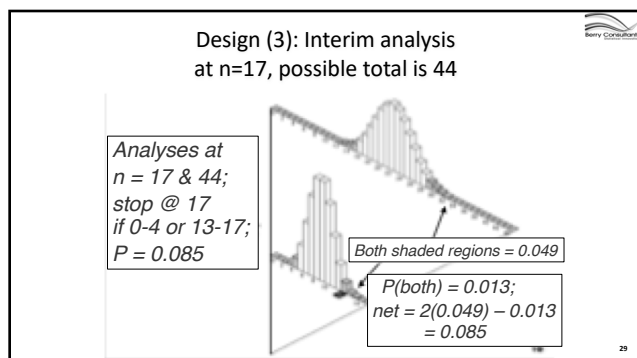 Berry Consultants
Design (3): Interim analysis
at n=17, possible total is 44
Analyses at
n = 17 & 44;
stop @ 17
if 0-4 or 13-17;
P = 0.085
Both shaded regions = 0.049
P(both) = 0.013;
net = 2(0.049) – 0.013
= 0.085
29